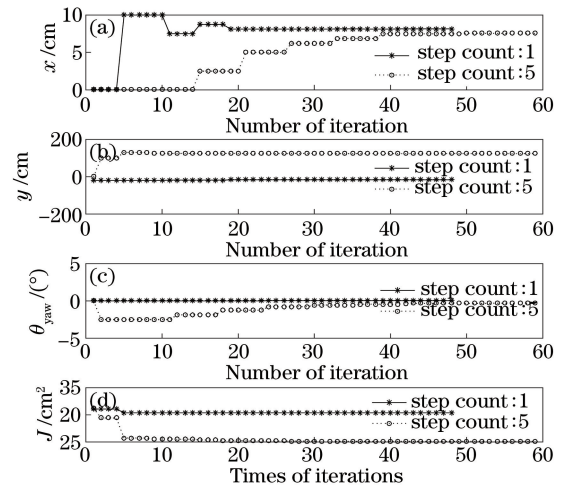 10
(a)
x /cm
5
step count:1
step count:5
0
0 10 20 30 40 50 60
Number of iteration
200
(b)
y /cm
step count:1
0
step count:5
−200
0 10 20 30 40 50 60
Number of iteration
5
(c)
θyaw /(°)
step count:1
0
step count:5
−5
0 10 20 30 40 50 60
Number of iteration
35
(d)
J /cm²
step count:1
20
step count:5
25
0 10 20 30 40 50 60
Times of iterations